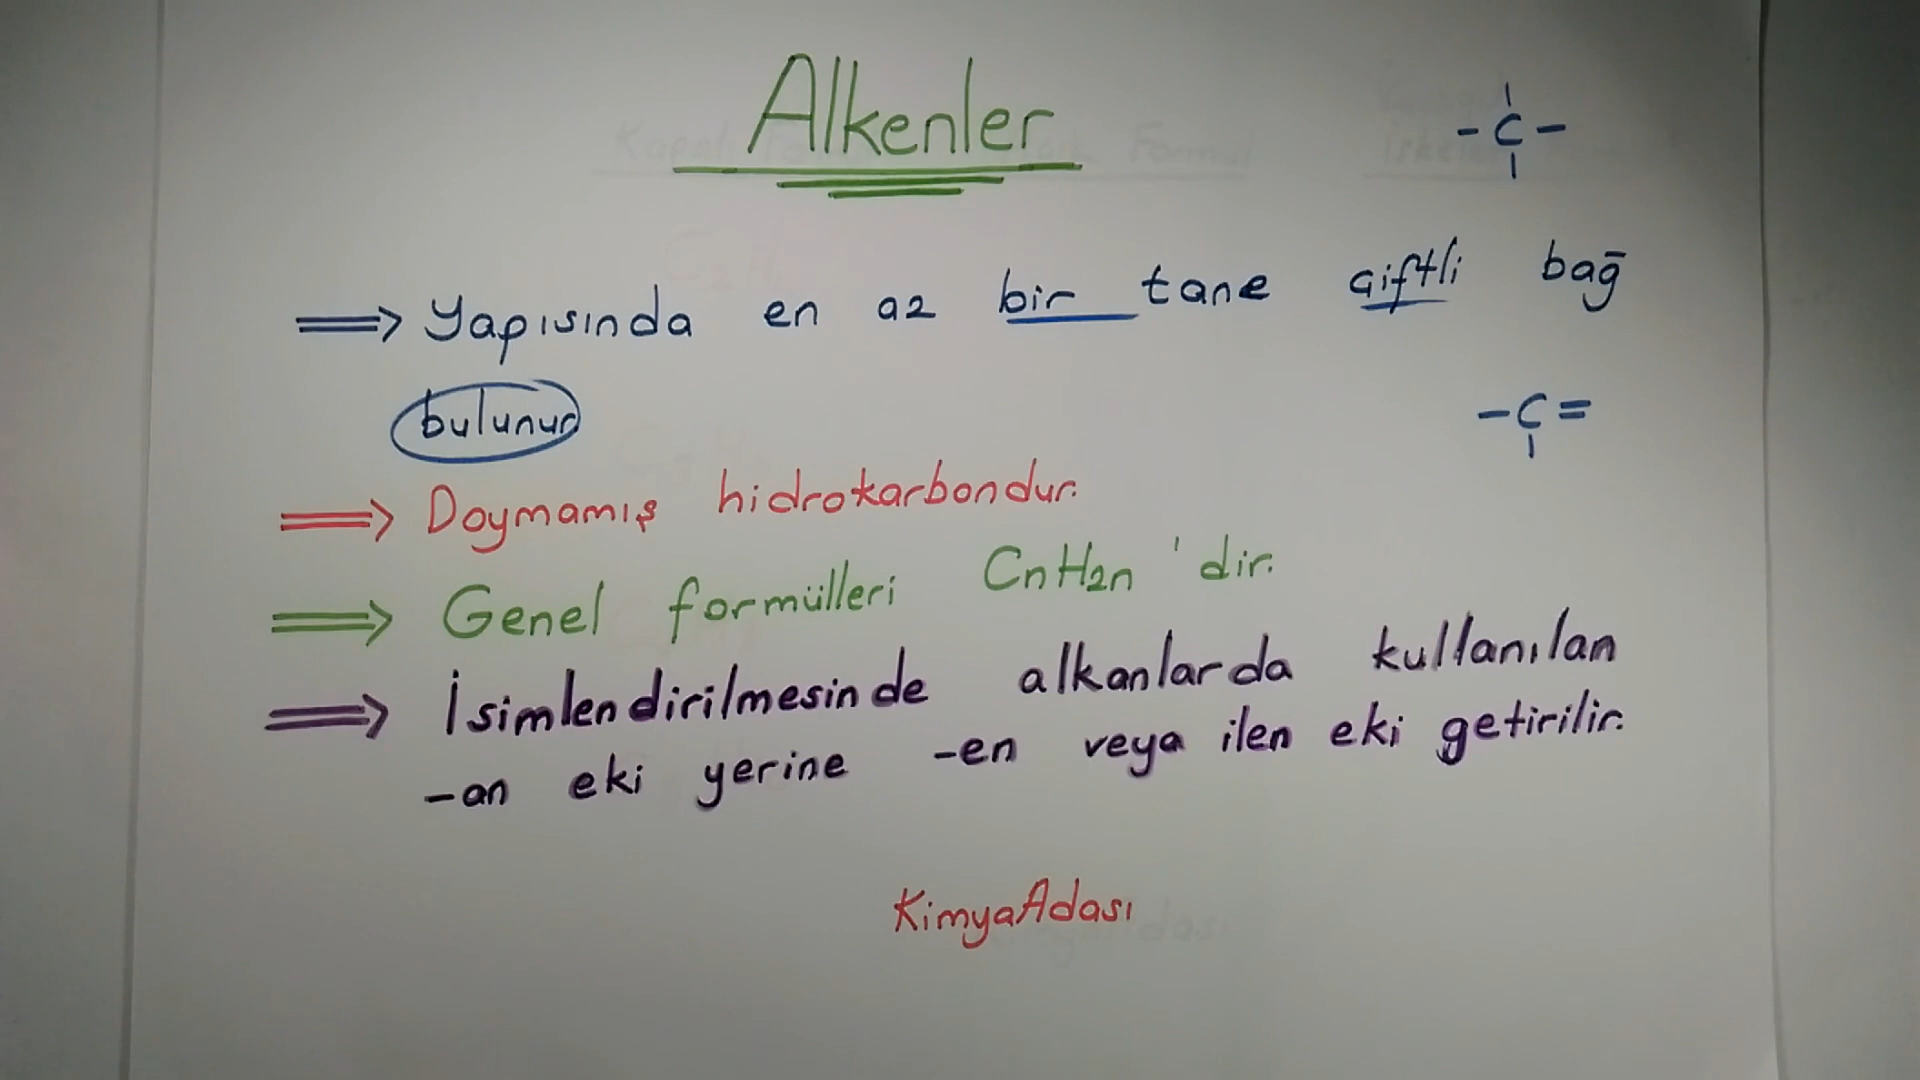 Alkenler
-C-
⟹ Yapısında en az bir tane çiftli bağ
bulunur
-C=
⟹ Doymamış hidrokarbondur.
⟹ Genel formülleri CnH2n 'dir.
⟹ İsimlendirilmesinde alkanlarda kullanılan
-an eki yerine -en veya ilen eki getirilir.
KimyaAdası